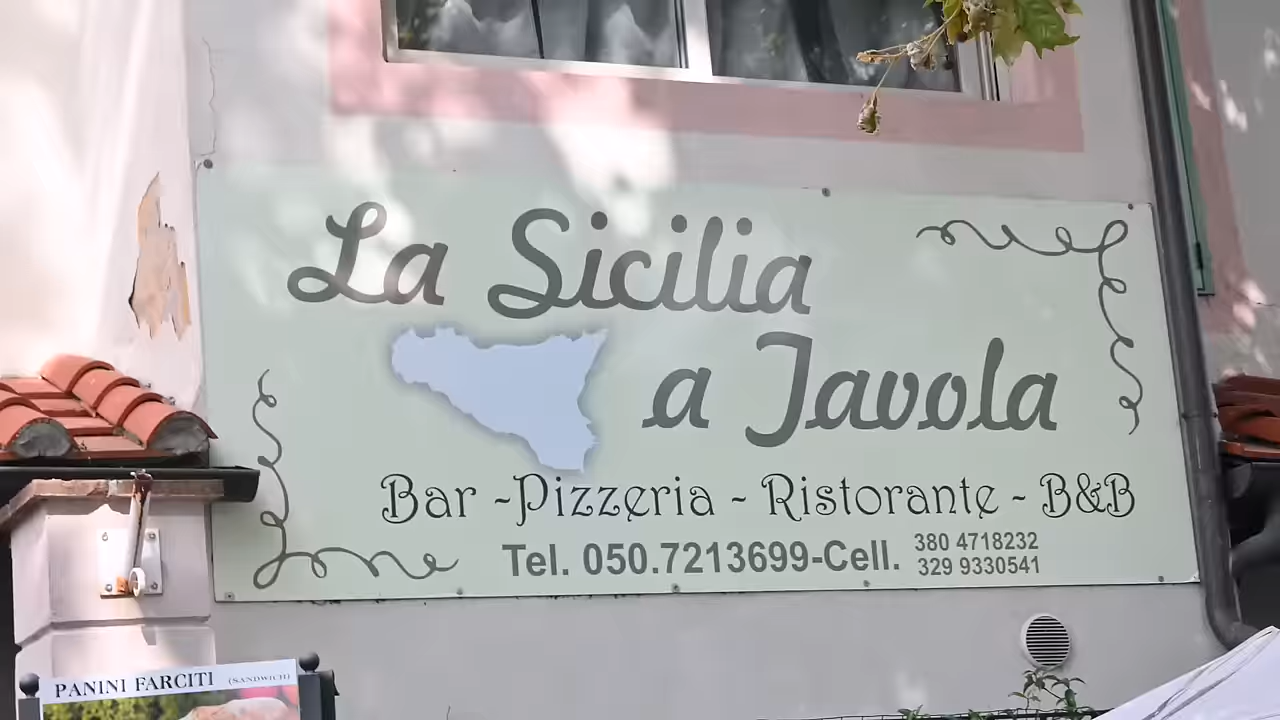 La Sicilia
a Tavola
Bar -Pizzeria - Ristorante - B&B
Tel. 050.7213699-Cell. 380 4718232
329 9330541
PANINI FARCITI (SANDWICH)